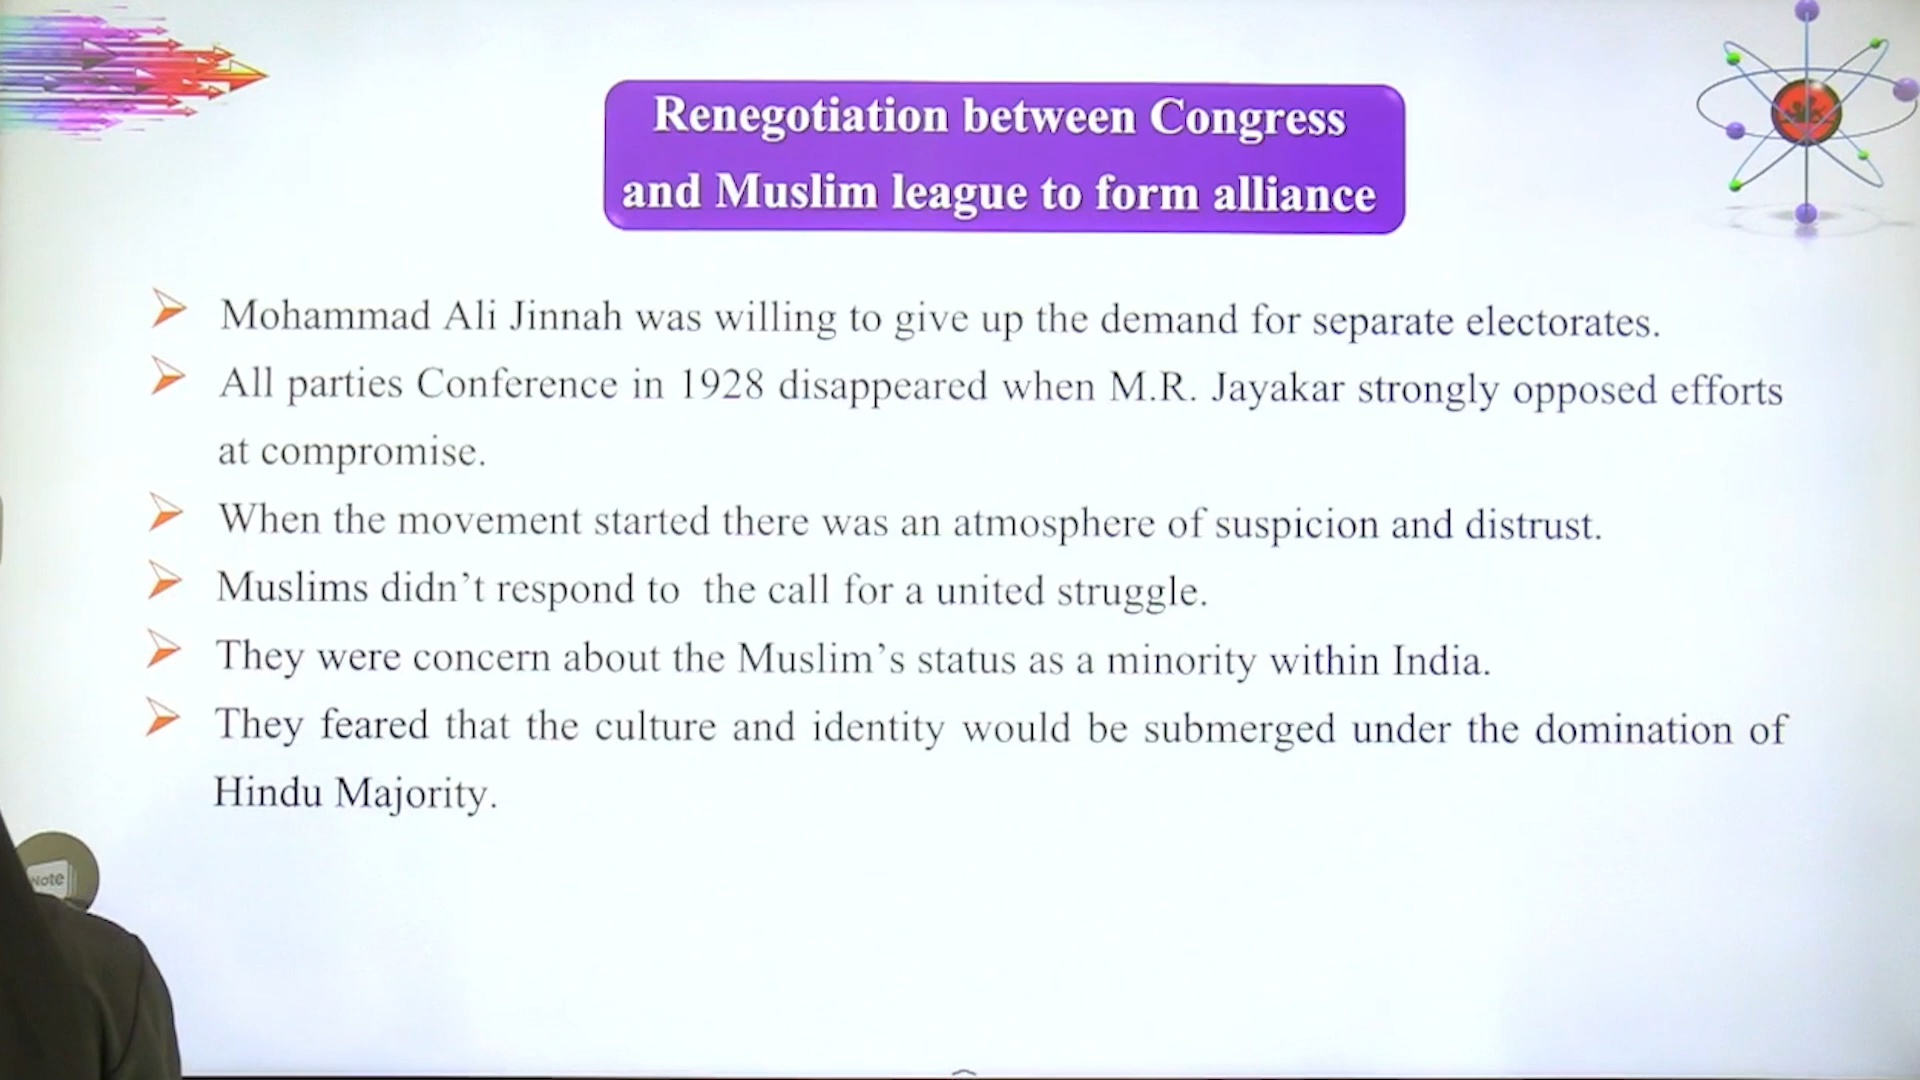 Renegotiation between Congress
and Muslim league to form alliance
Mohammad Ali Jinnah was willing to give up the demand for separate electorates.
All parties Conference in 1928 disappeared when M.R. Jayakar strongly opposed efforts
at compromise.
When the movement started there was an atmosphere of suspicion and distrust.
Muslims didn’t respond to the call for a united struggle.
They were concern about the Muslim’s status as a minority within India.
They feared that the culture and identity would be submerged under the domination of
Hindu Majority.
Note